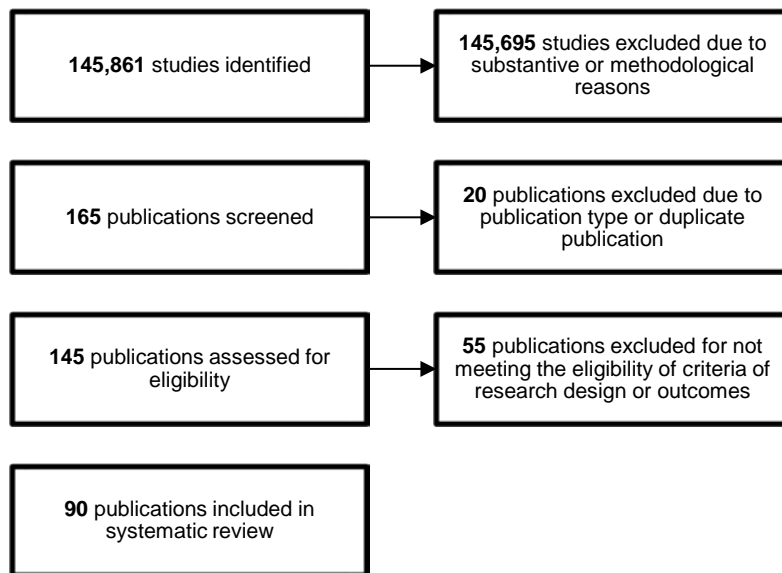 145,861 studies identified
145,695 studies excluded due to
substantive or methodological
reasons
165 publications screened
20 publications excluded due to
publication type or duplicate
publication
145 publications assessed for
eligibility
55 publications excluded for not
meeting the eligibility of criteria of
research design or outcomes
90 publications included in
systematic review